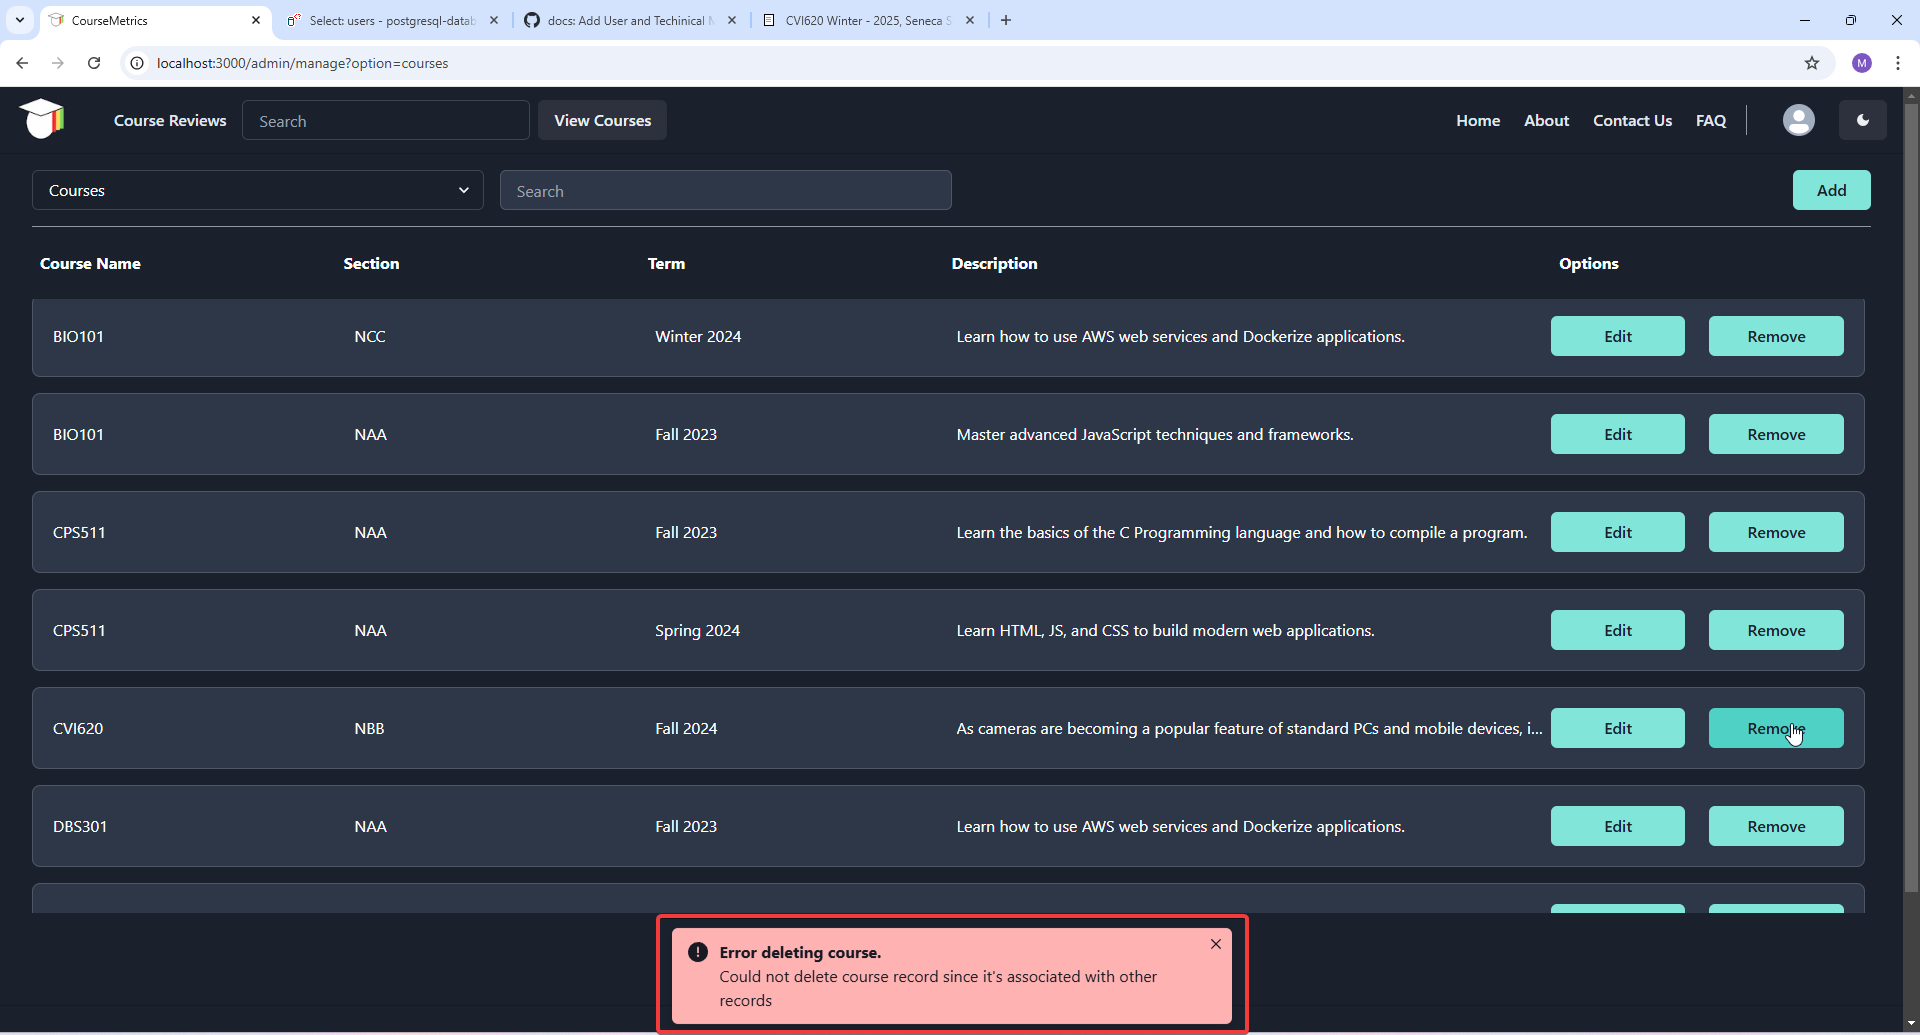 CourseMetrics
Select: users - postgresql-datab
docs: Add User and Techinical M
CVI620 Winter - 2025, Seneca S
localhost:3000/admin/manage?option=courses
M
Course Reviews
Search
View Courses
Home
About
Contact Us
FAQ
Courses
Search
Add
Course Name
Section
Term
Description
Options
BIO101
NCC
Winter 2024
Learn how to use AWS web services and Dockerize applications.
Edit
Remove
BIO101
NAA
Fall 2023
Master advanced JavaScript techniques and frameworks.
Edit
Remove
CPS511
NAA
Fall 2023
Learn the basics of the C Programming language and how to compile a program.
Edit
Remove
CPS511
NAA
Spring 2024
Learn HTML, JS, and CSS to build modern web applications.
Edit
Remove
CVI620
NBB
Fall 2024
As cameras are becoming a popular feature of standard PCs and mobile devices, i...
Edit
Remove
DBS301
NAA
Fall 2023
Learn how to use AWS web services and Dockerize applications.
Edit
Remove
Error deleting course.
Could not delete course record since it's associated with other
records